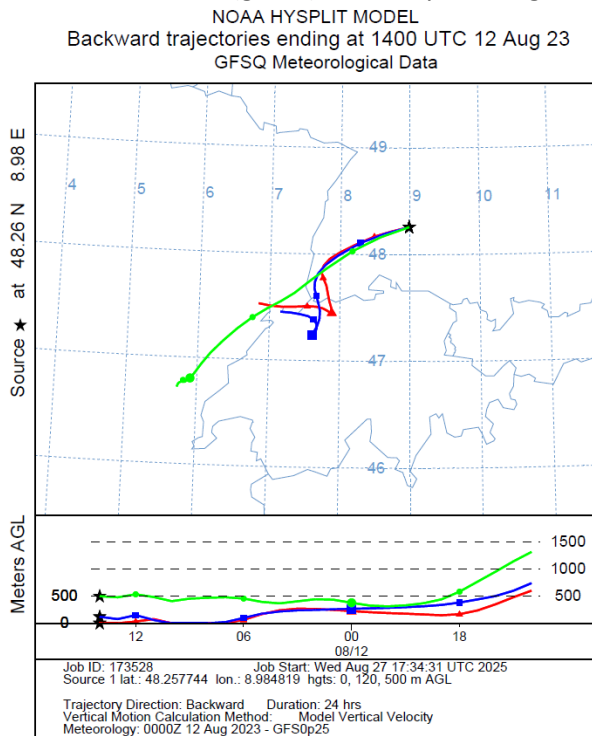 NOAA HYSPLIT MODEL
Backward trajectories ending at 1400 UTC 12 Aug 23
GFSQ Meteorological Data
Source ★ at 48.26 N 8.98 E
49
4 5 6 7 8 9 10 11
48
47
46
Meters AGL
1500
1000
500 500
0
12 06 00 18
08/12
Job ID: 173528 Job Start: Wed Aug 27 17:34:31 UTC 2025
Source 1 lat.: 48.257744 lon.: 8.984819 hgts: 0, 120, 500 m AGL
Trajectory Direction: Backward Duration: 24 hrs
Vertical Motion Calculation Method: Model Vertical Velocity
Meteorology: 0000Z 12 Aug 2023 - GFS0p25